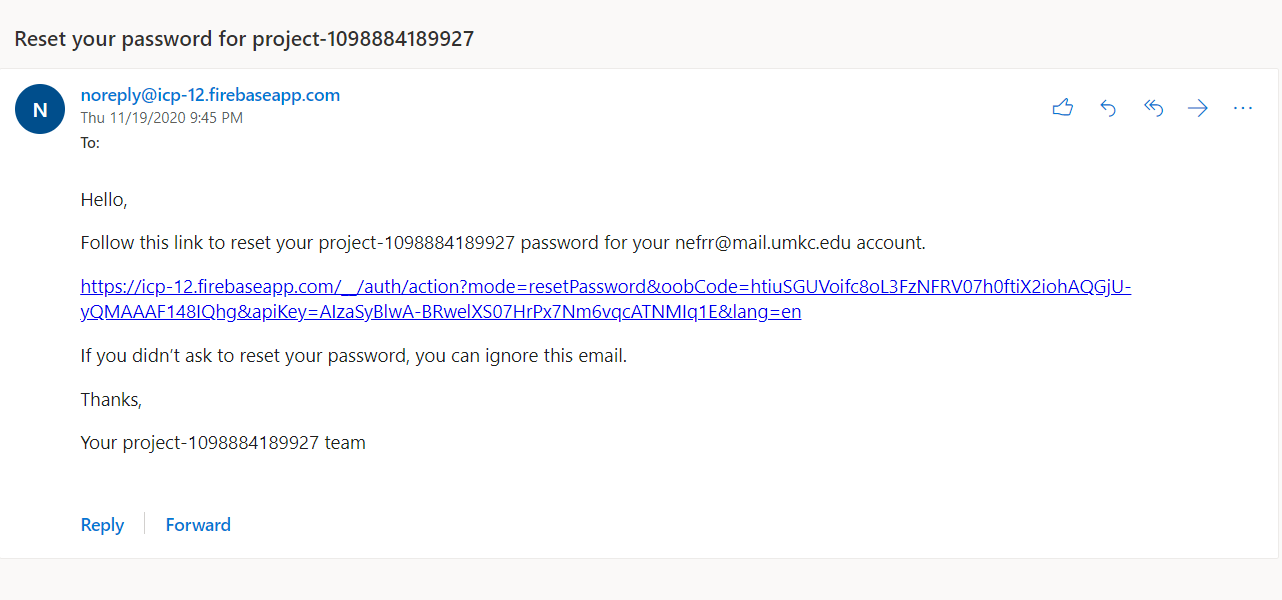 Reset your password for project-1098884189927
N
noreply@icp-12.firebaseapp.com
Thu 11/19/2020 9:45 PM
To:
Hello,
Follow this link to reset your project-1098884189927 password for your nefrr@mail.umkc.edu account.
https://icp-12.firebaseapp.com/__/auth/action?mode=resetPassword&oobCode=htiuSGUVoifc8oL3FzNFRV07h0ftiX2iohAQGjU-
yQMAAAF148IQhg&apiKey=AIzaSyBlwA-BRwelXS07HrPx7Nm6vqcATNMIq1E&lang=en
If you didn’t ask to reset your password, you can ignore this email.
Thanks,
Your project-1098884189927 team
Reply
Forward